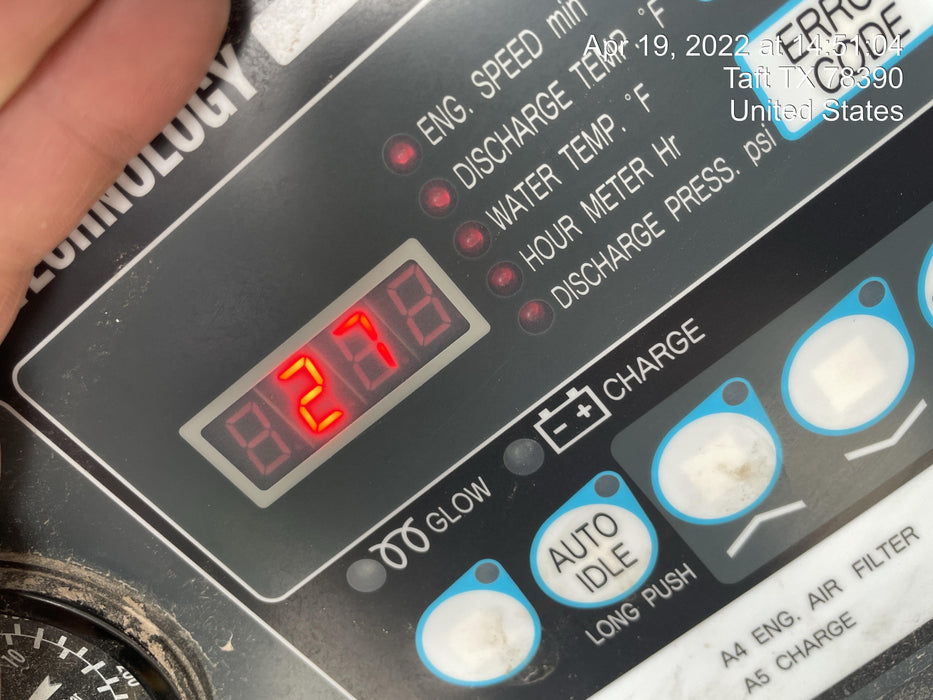 Apr 19, 2022 at 14:51:04
Taft TX 78390
United States
TECHNOLOGY
ENG. SPEED min
DISCHARGE TEMP. °F
WATER TEMP. °F
HOUR METER Hr
DISCHARGE PRESS. psi
CODE
27
CHARGE
GLOW
AUTO
IDLE
LONG PUSH
A4 ENG. AIR FILTER
A5 CHARGE
10
200